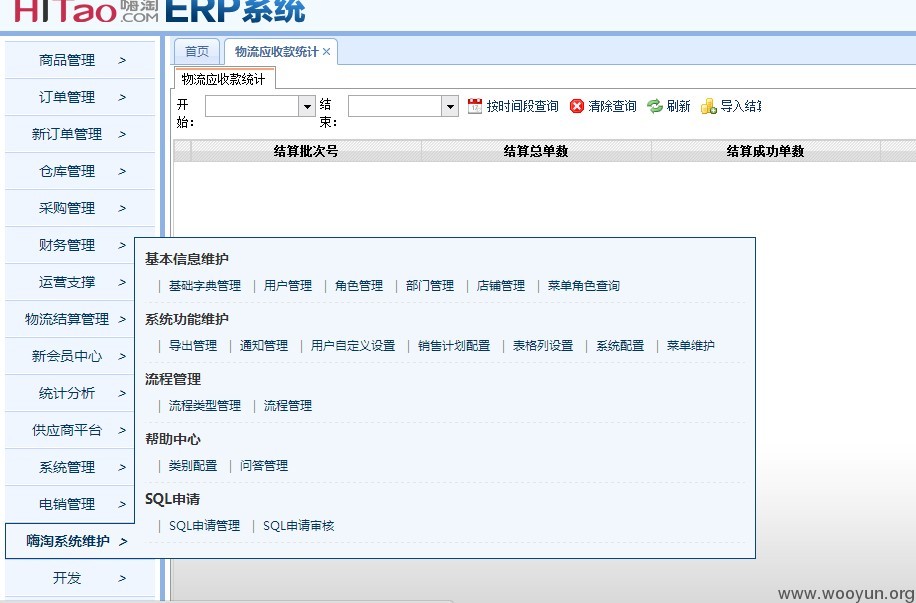 HiTao 嗨淘 .COM ERP系统
首页 物流应收款统计 ×
物流应收款统计
开始: 结束: 按时间段查询 清除查询 刷新 导入结
结算批次号 结算总单数 结算成功单数
商品管理 >
订单管理 >
新订单管理 >
仓库管理 >
采购管理 >
财务管理 >
运营支撑 >
物流结算管理 >
新会员中心 >
统计分析 >
供应商平台 >
系统管理 >
电销管理 >
嗨淘系统维护 >
开发 >
基本信息维护
| 基础字典管理 | 用户管理 | 角色管理 | 部门管理 | 店铺管理 | 菜单角色查询
系统功能维护
| 导出管理 | 通知管理 | 用户自定义设置 | 销售计划配置 | 表格列设置 | 系统配置 | 菜单维护
流程管理
| 流程类型管理 | 流程管理
帮助中心
| 类别配置 | 问答管理
SQL申请
| SQL申请管理 | SQL申请审核
www.wooyun.org